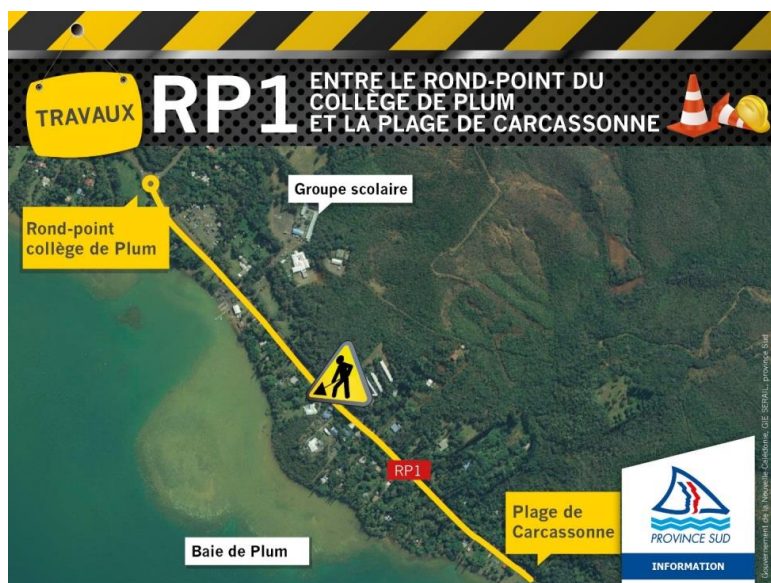 TRAVAUX
RP1
ENTRE LE ROND-POINT DU
COLLÈGE DE PLUM
ET LA PLAGE DE CARCASSONNE
Groupe scolaire
Rond-point
collège de Plum
RP1
Plage de
Carcassonne
Baie de Plum
PROVINCE SUD
INFORMATION
Gouvernement de la Nouvelle Calédonie, GIE SERAIL, province Sud